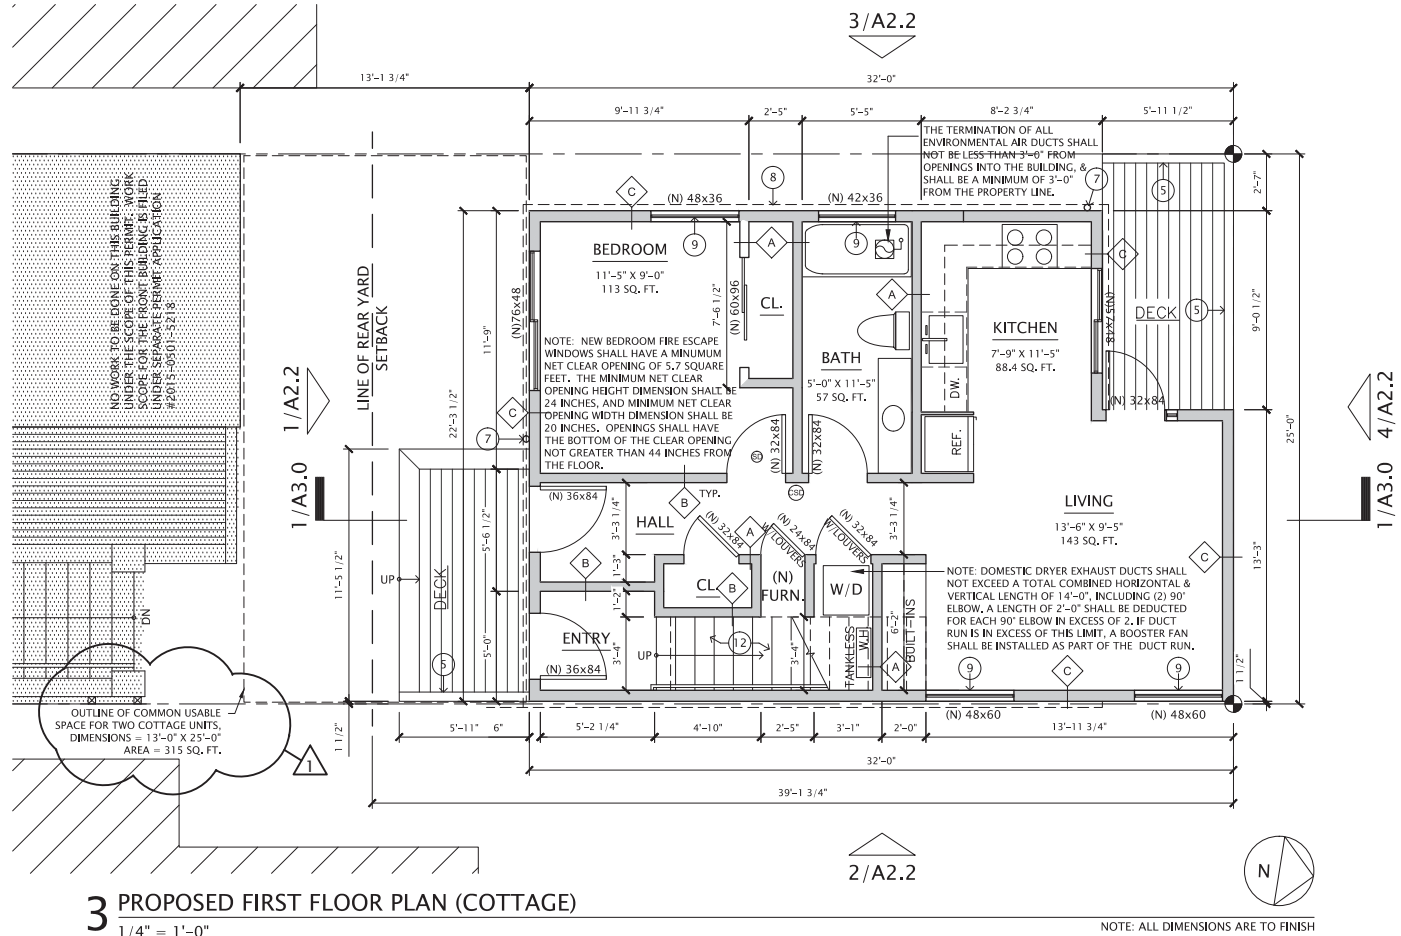 3/A2.2
13'-1 3/4"
32'-0"
9'-11 3/4"
2'-5"
5'-5"
8'-2 3/4"
5'-11 1/2"
THE TERMINATION OF ALL
ENVIRONMENTAL AIR DUCTS SHALL
NOT BE LESS THAN 3'-0" FROM
OPENINGS INTO THE BUILDING, &
SHALL BE A MINIMUM OF 3'-0"
FROM THE PROPERTY LINE.
NO WORK TO BE DONE ON THIS BUILDING
UNDER THE SCOPE OF THIS PERMIT. WORK
SCOPE FOR THE FRONT BUILDING IS FILED
UNDER SEPARATE PERMIT APPLICATION
#2015-0501-5218
LINE OF REAR YARD
SETBACK
C
(N) 48x36
8
(N) 42x36
7
5
2'-7"
BEDROOM
11'-5" X 9'-0"
113 SQ. FT.
9
A
9
C
(N)76x48
11'-9"
7'-6 1/2"
(N) 60x96
CL.
A
KITCHEN
7'-9" X 11'-5"
88.4 SQ. FT.
DECK
5
9'-0 1/2"
NOTE: NEW BEDROOM FIRE ESCAPE
WINDOWS SHALL HAVE A MINUMUM
NET CLEAR OPENING OF 5.7 SQUARE
FEET. THE MINIMUM NET CLEAR
OPENING HEIGHT DIMENSION SHALL BE
24 INCHES, AND MINIMUM NET CLEAR
OPENING WIDTH DIMENSION SHALL BE
20 INCHES. OPENINGS SHALL HAVE
THE BOTTOM OF THE CLEAR OPENING
NOT GREATER THAN 44 INCHES FROM
THE FLOOR.
BATH
5'-0" X 11'-5"
57 SQ. FT.
DW.
REF.
(N) 32x84
1/A2.2
4/A2.2
22'-3 1/2"
C
7
25'-0"
(N) 32x84
(N) 32x84
SD
CSD
1/A3.0
1/A3.0
(N) 36x84
B
TYP.
HALL
3'-3 1/4"
(N) 32x84
A
(N) 24x84
W/LOUVERS
(N) 32x84
W/LOUVERS
3'-3 1/4"
LIVING
13'-6" X 9'-5"
143 SQ. FT.
C
13'-3"
5'-6 1/2"
11'-5 1/2"
UP
DECK
B
1'-3"
CL.
B
(N)
FURN.
W/D
NOTE: DOMESTIC DRYER EXHAUST DUCTS SHALL
NOT EXCEED A TOTAL COMBINED HORIZONTAL &
VERTICAL LENGTH OF 14'-0", INCLUDING (2) 90'
ELBOW. A LENGTH OF 2'-0" SHALL BE DEDUCTED
FOR EACH 90' ELBOW IN EXCESS OF 2. IF DUCT
RUN IS IN EXCESS OF THIS LIMIT, A BOOSTER FAN
SHALL BE INSTALLED AS PART OF THE DUCT RUN.
DN
1'-2"
ENTRY
12
UP
3'-4"
3'-4"
TANKLESS
W.H.
6'-2"
BUILT-INS
A
5'-0"
5
(N) 36x84
9
C
9
1 1/2"
(N) 48x60
(N) 48x60
OUTLINE OF COMMON USABLE
SPACE FOR TWO COTTAGE UNITS,
DIMENSIONS = 13'-0" X 25'-0"
AREA = 315 SQ. FT.
1
1 1/2"
5'-11"
6"
5'-2 1/4"
4'-10"
2'-5"
3'-1"
2'-0"
13'-11 3/4"
32'-0"
39'-1 3/4"
2/A2.2
N
3 PROPOSED FIRST FLOOR PLAN (COTTAGE)
1/4" = 1'-0"
NOTE: ALL DIMENSIONS ARE TO FINISH